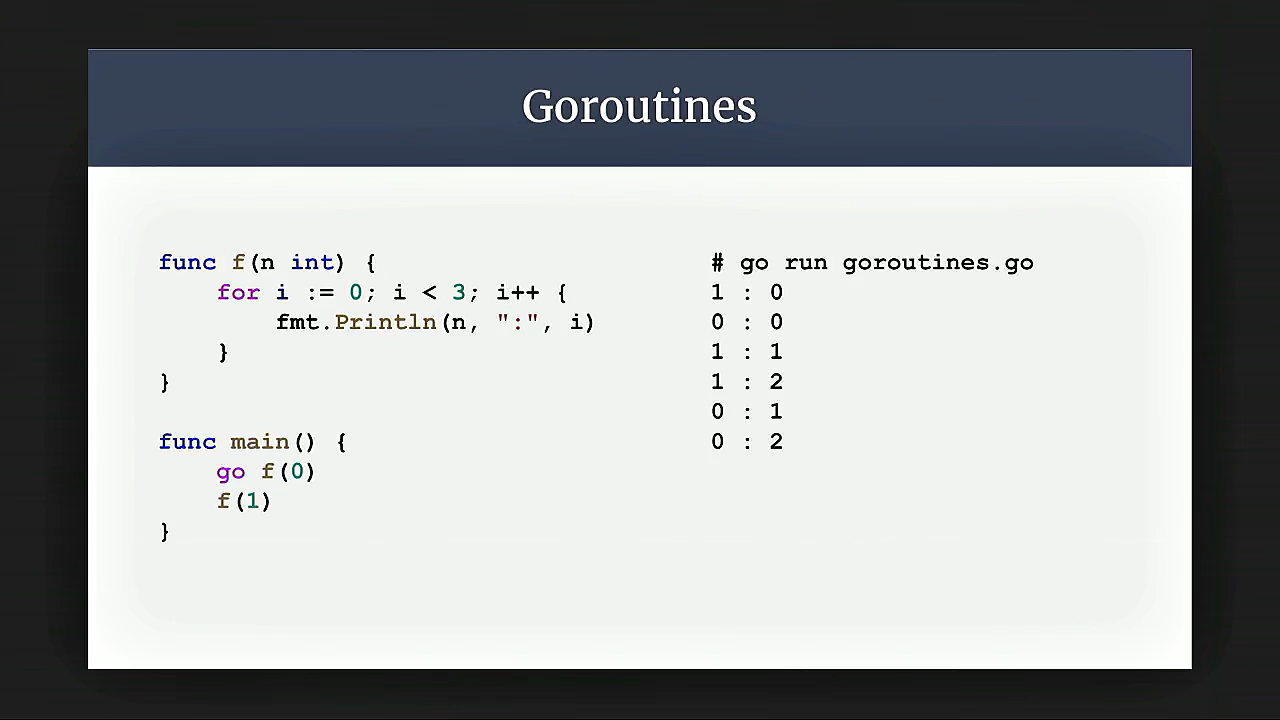 Goroutines
func f(n int) {
    for i := 0; i < 3; i++ {
        fmt.Println(n, ":", i)
    }
}
func main() {
    go f(0)
    f(1)
}
# go run goroutines.go
1 : 0
0 : 0
1 : 1
1 : 2
0 : 1
0 : 2